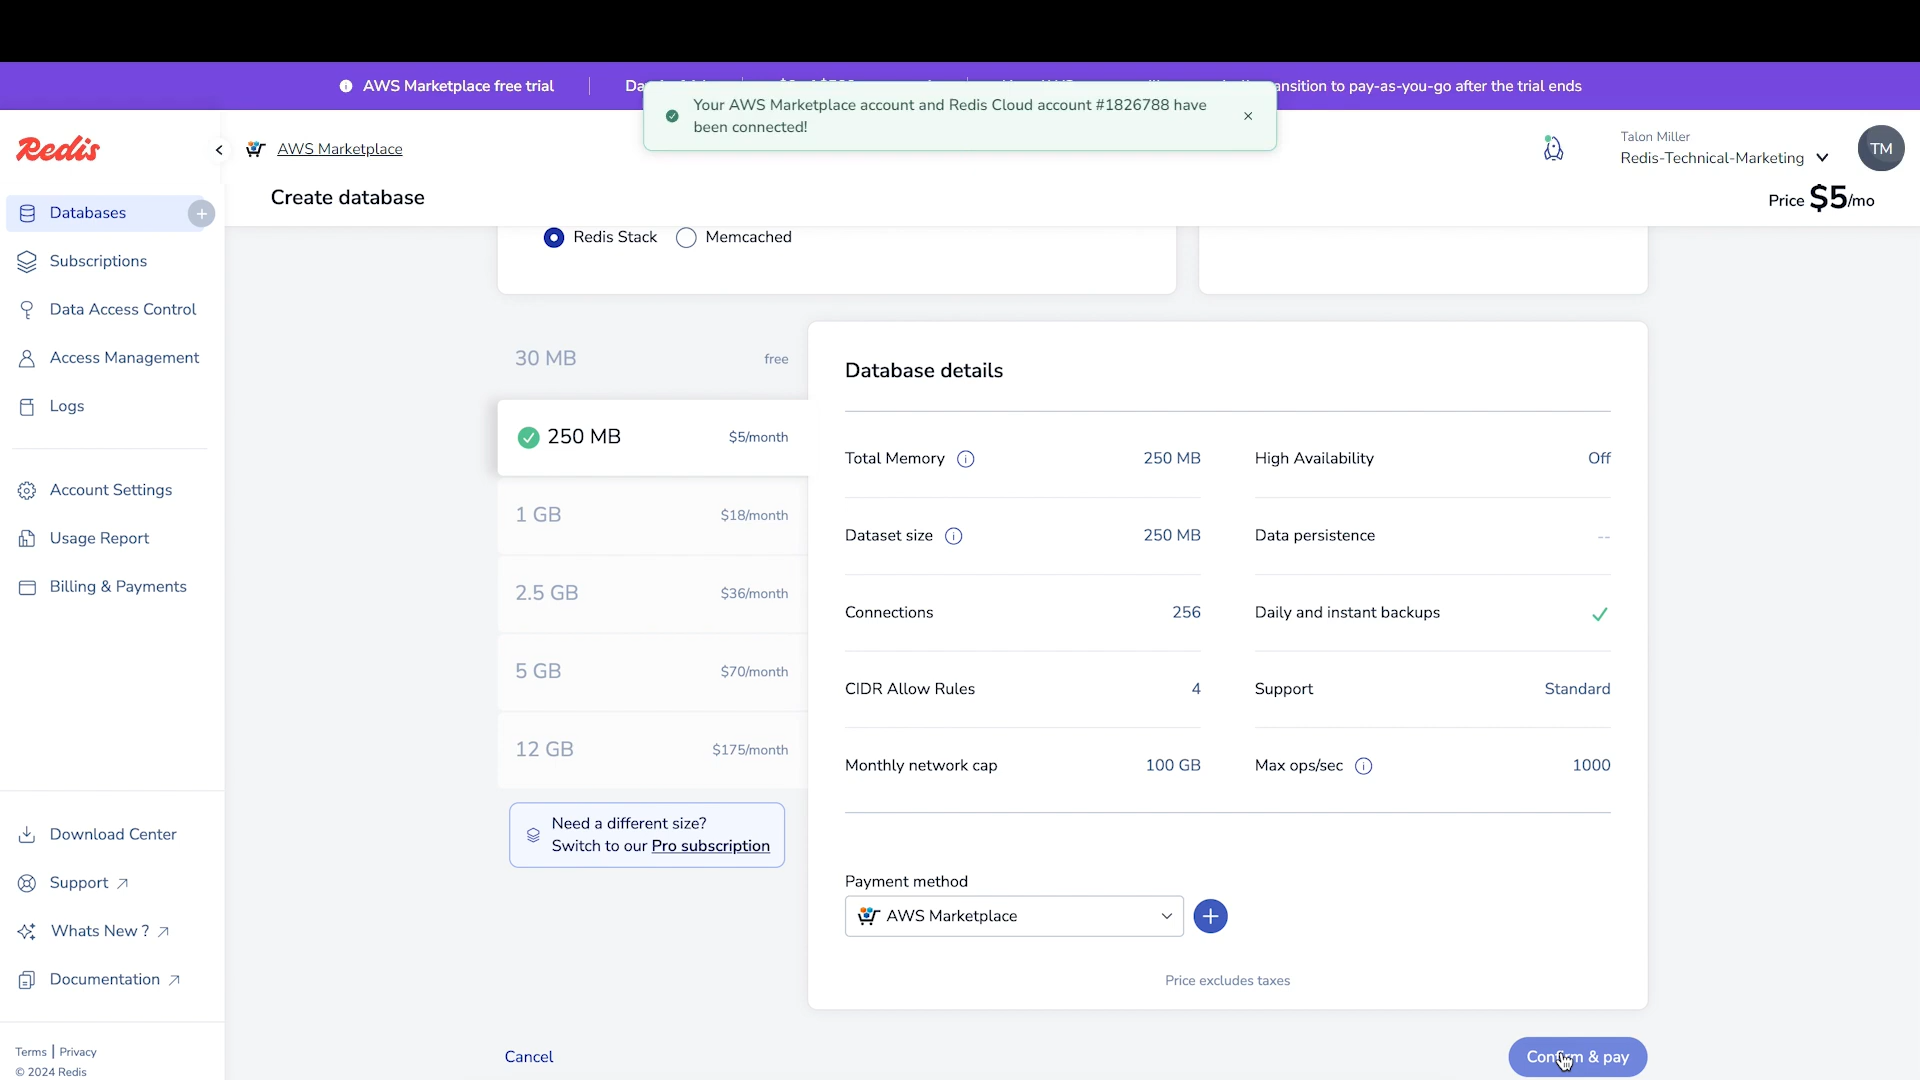 AWS Marketplace free trial
ansition to pay-as-you-go after the trial ends
Your AWS Marketplace account and Redis Cloud account #1826788 have
been connected!
Redis
AWS Marketplace
Talon Miller
Redis-Technical-Marketing
TM
Create database
Price $5/mo
Databases
Subscriptions
Data Access Control
Access Management
Logs
Account Settings
Usage Report
Billing & Payments
Download Center
Support
Whats New ?
Documentation
Terms | Privacy
© 2024 Redis
Redis Stack
Memcached
30 MB free
250 MB $5/month
1 GB $18/month
2.5 GB $36/month
5 GB $70/month
12 GB $175/month
Need a different size?
Switch to our Pro subscription
Database details
Total Memory 250 MB
High Availability Off
Dataset size 250 MB
Data persistence --
Connections 256
Daily and instant backups
CIDR Allow Rules 4
Support Standard
Monthly network cap 100 GB
Max ops/sec 1000
Payment method
AWS Marketplace
Price excludes taxes
Cancel
Confirm & pay